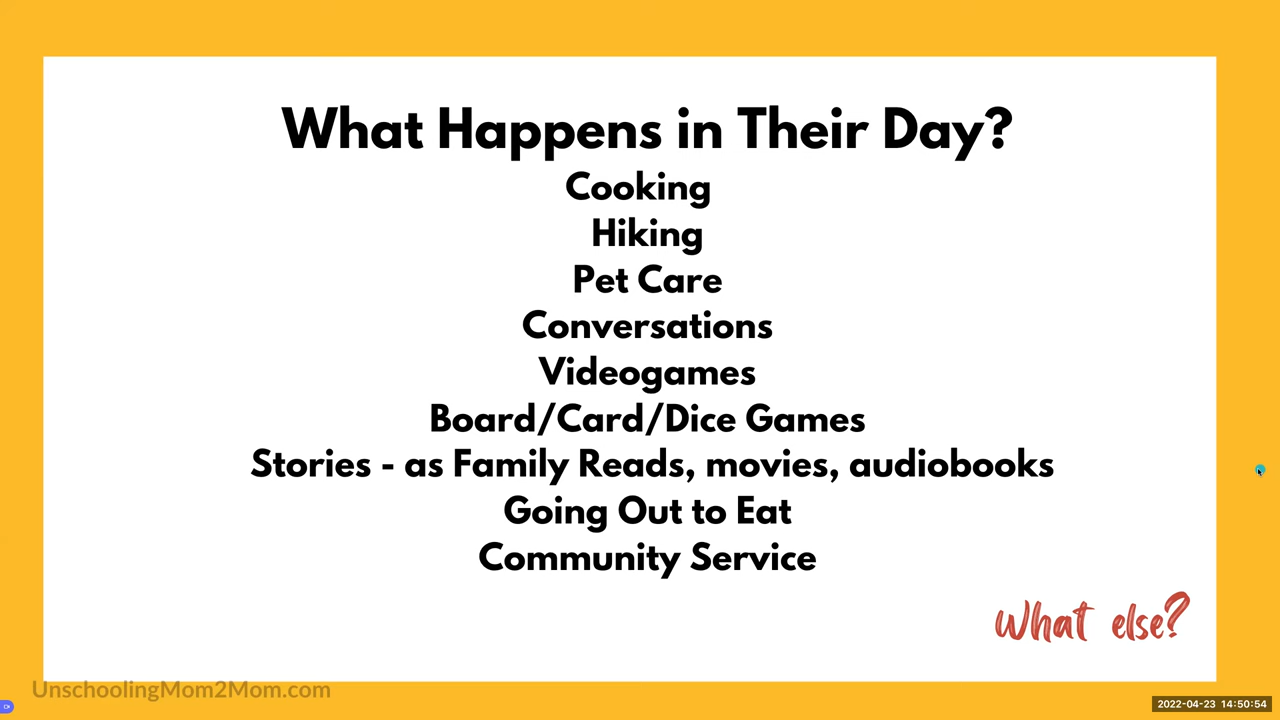 What Happens in Their Day?
Cooking
Hiking
Pet Care
Conversations
Videogames
Board/Card/Dice Games
Stories - as Family Reads, movies, audiobooks
Going Out to Eat
Community Service
What else?
UnschoolingMom2Mom.com
2022-04-23 14:50:54